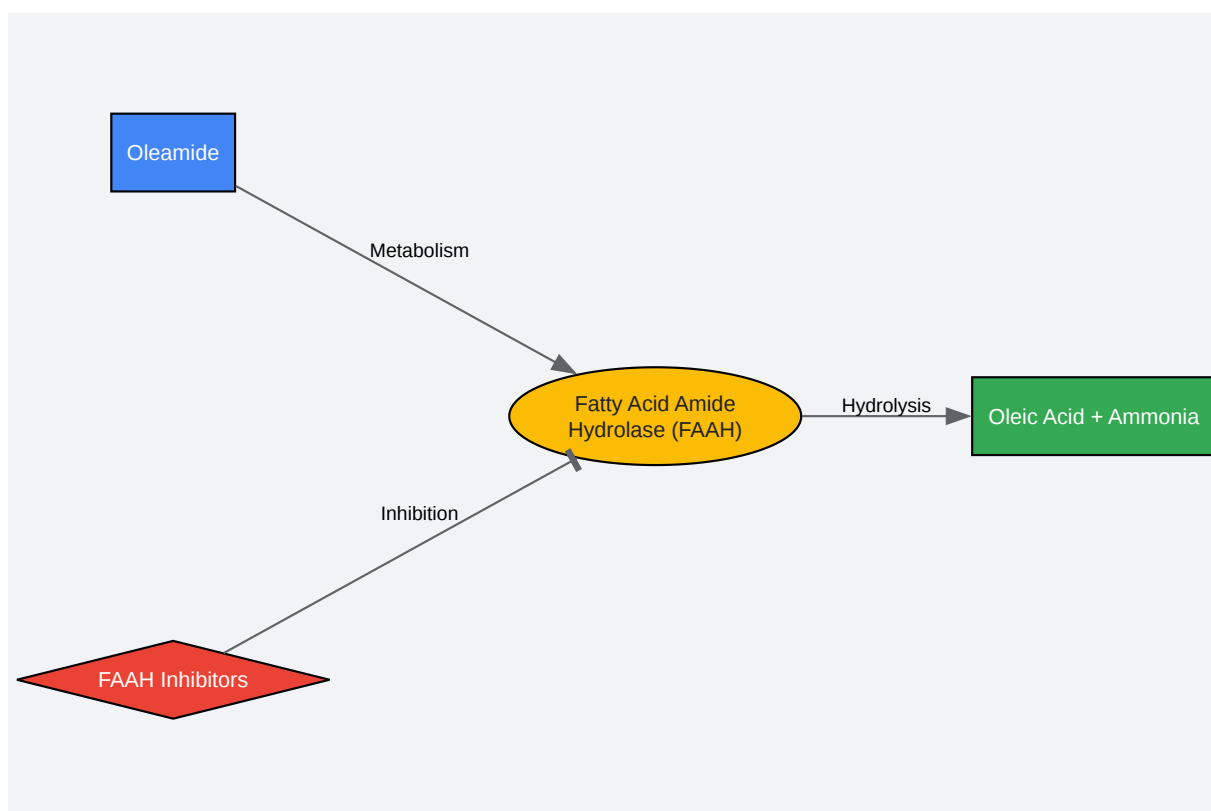 Oleamide
Metabolism
Fatty Acid Amide
Hydrolase (FAAH)
Hydrolysis
Oleic Acid + Ammonia
Inhibition
FAAH Inhibitors